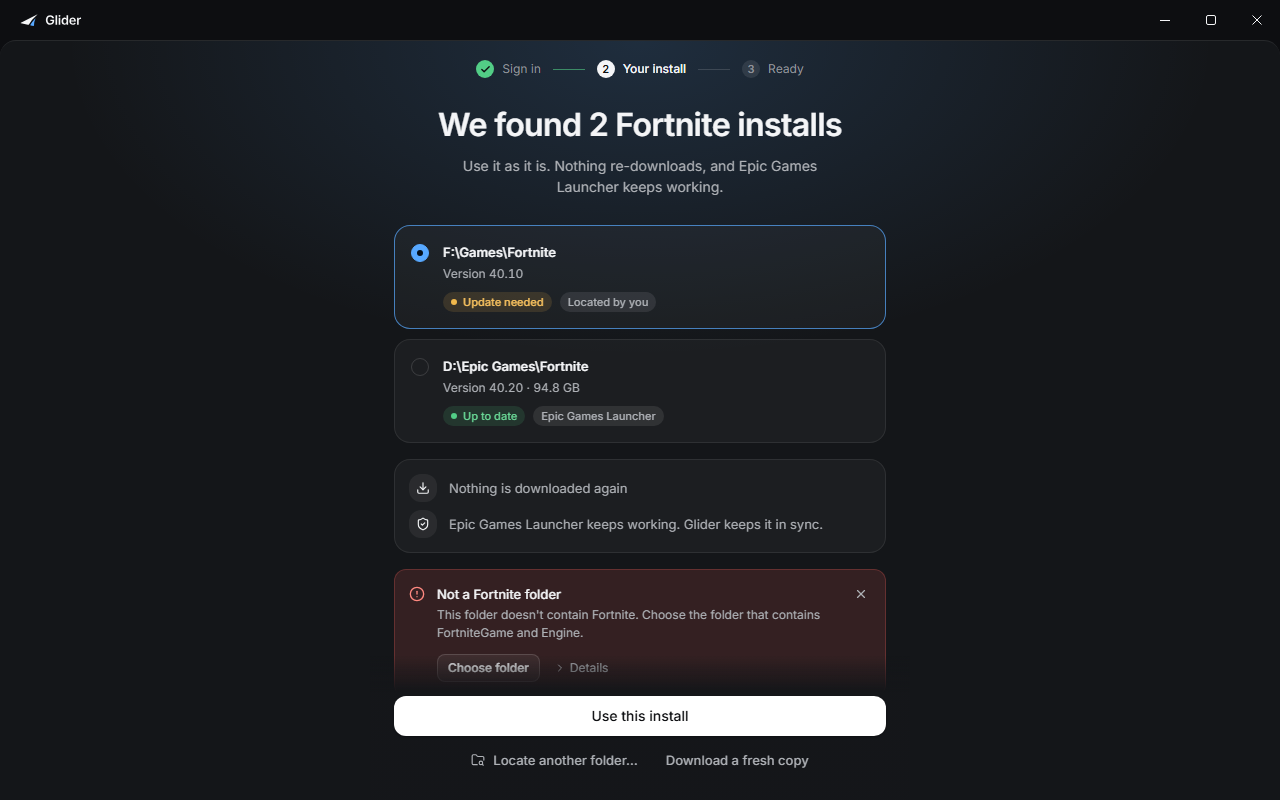 Glider
Sign in
2 Your install
3 Ready
We found 2 Fortnite installs
Use it as it is. Nothing re-downloads, and Epic Games
Launcher keeps working.
F:\Games\Fortnite
Version 40.10
Update needed
Located by you
D:\Epic Games\Fortnite
Version 40.20 · 94.8 GB
Up to date
Epic Games Launcher
Nothing is downloaded again
Epic Games Launcher keeps working. Glider keeps it in sync.
Not a Fortnite folder
This folder doesn't contain Fortnite. Choose the folder that contains
FortniteGame and Engine.
Choose folder
Details
Use this install
Locate another folder...
Download a fresh copy